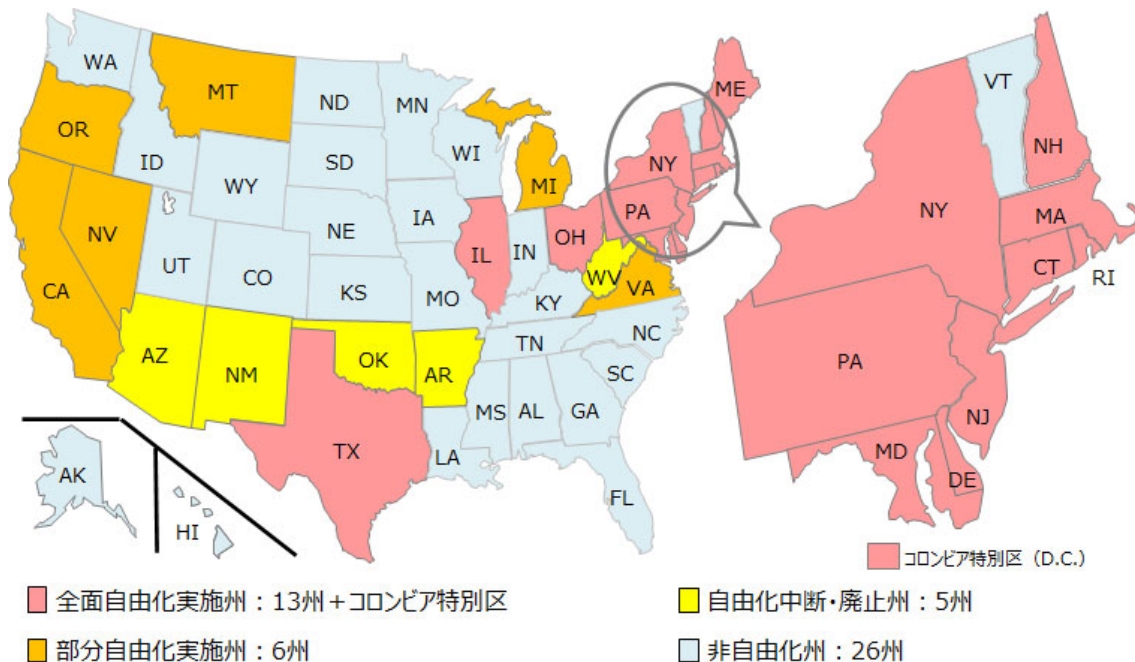 WA
MT
ND
MN
ME
OR
ID
SD
WI
NY
WY
MI
IA
PA
NV
NE
IN
OH
IL
UT
CO
WV
VA
CA
KS
MO
KY
AZ
NM
OK
AR
TN
NC
SC
MS
AL
GA
TX
LA
FL
AK
HI
VT
NH
NY
MA
CT
RI
PA
NJ
MD
DE
コロンビア特別区 (D.C.)
全面自由化実施州：13州＋コロンビア特別区
自由化中断・廃止州：5州
部分自由化実施州：6州
非自由化州：26州